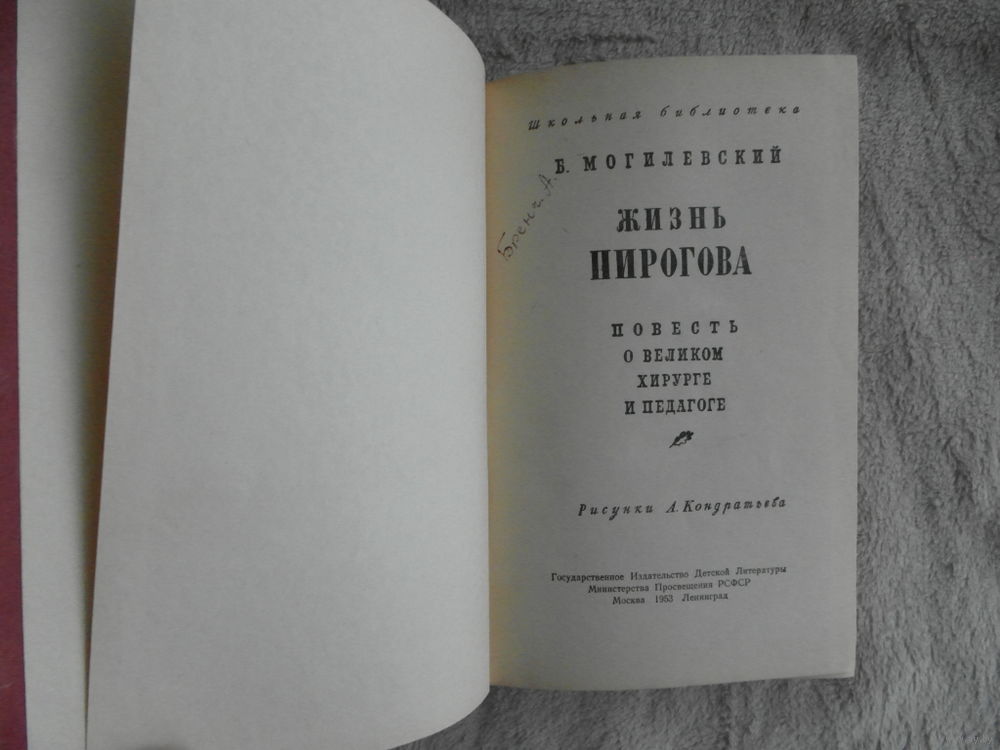 Школьная библиотека
Б. МОГИЛЕВСКИЙ
Бренч. А.
ЖИЗНЬ
ПИРОГОВА
ПОВЕСТЬ
О ВЕЛИКОМ
ХИРУРГЕ
И ПЕДАГОГЕ
Рисунки А. Кондратьева
Государственное Издательство Детской Литературы
Министерства Просвещения РСФСР
Москва 1953 Ленинград